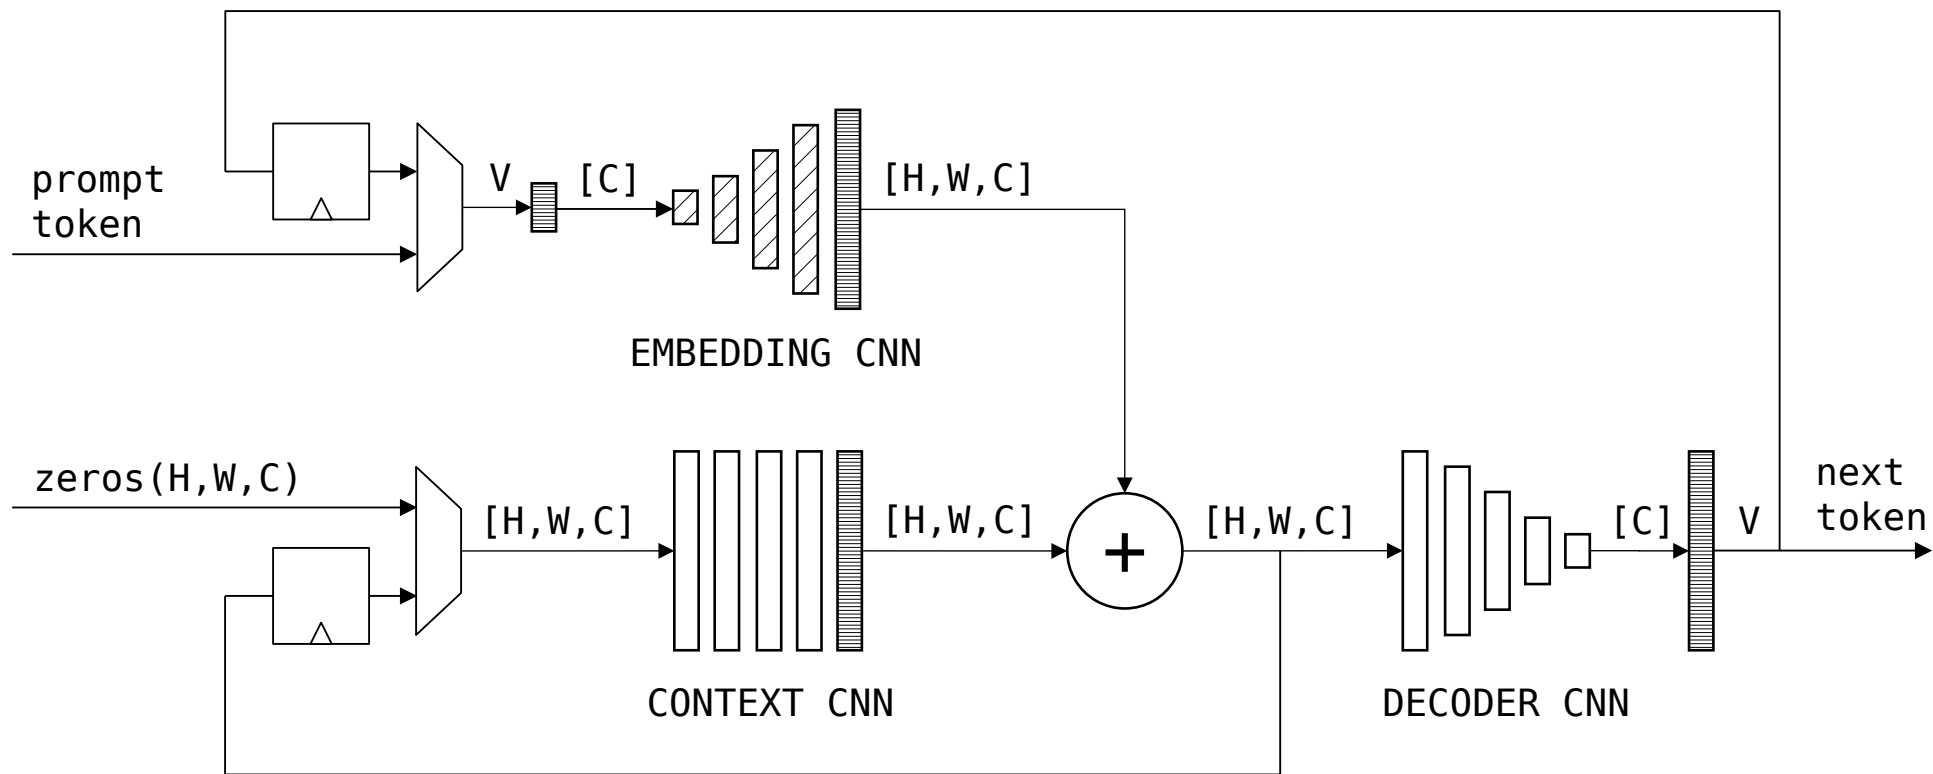 prompt
token
V
[C]
[H,W,C]
EMBEDDING CNN
zeros(H,W,C)
[H,W,C]
[H,W,C]
+
[H,W,C]
[C]
V
next
token
CONTEXT CNN
DECODER CNN